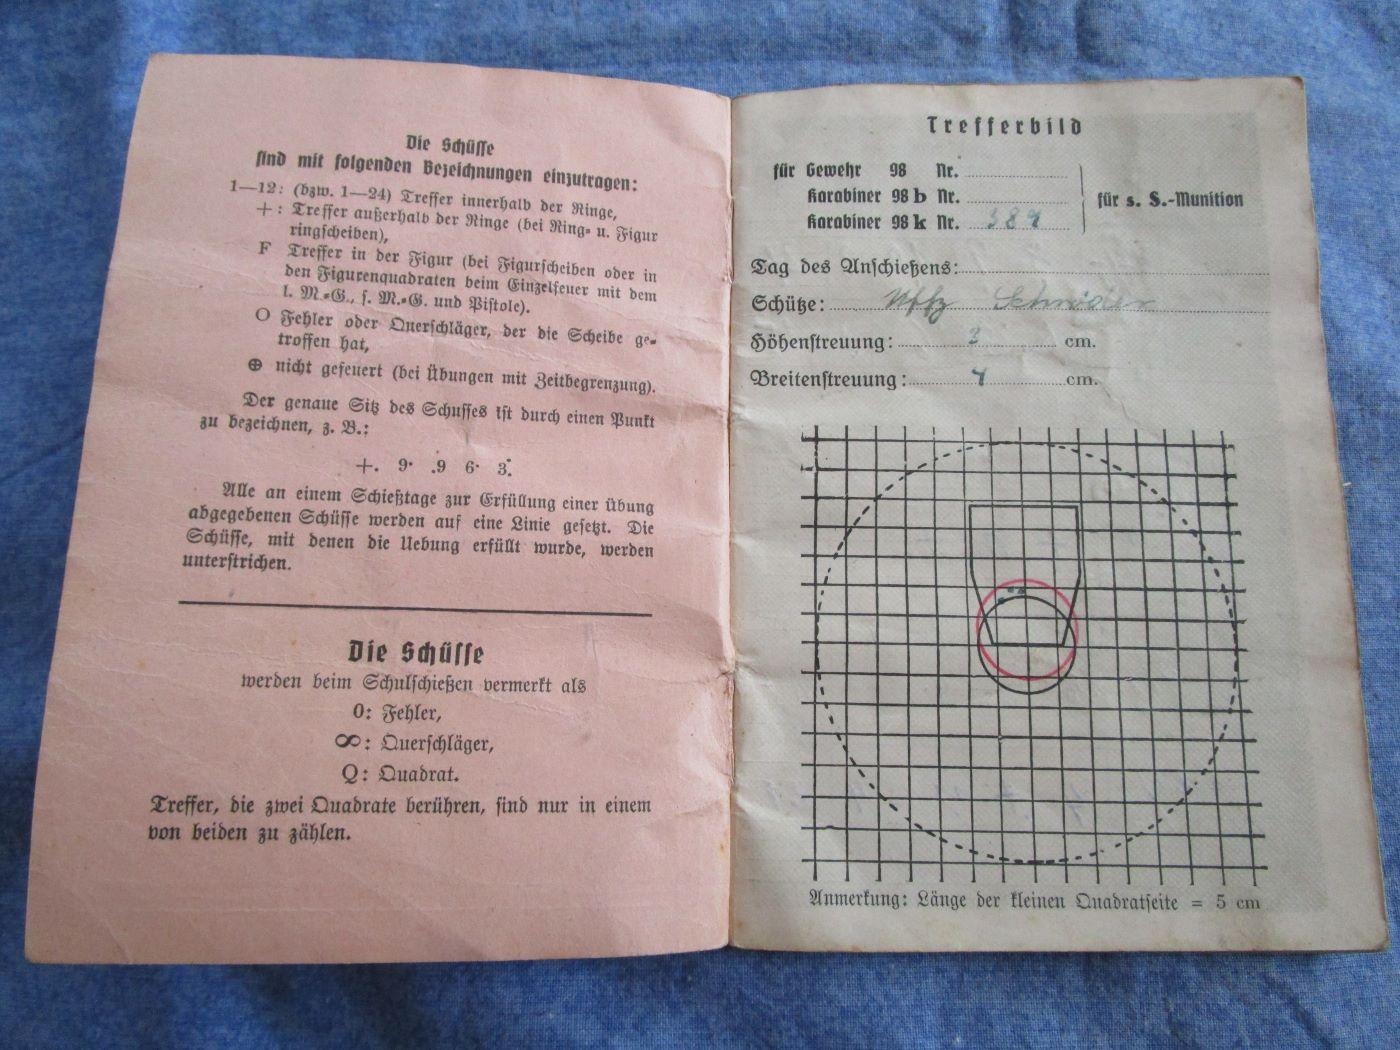 Die Schüsse
sind mit folgenden Bezeichnungen einzutragen:
1—12: (bzw. 1—24) Treffer innerhalb der Ringe,
+: Treffer außerhalb der Ringe (bei Ring- u. Figur
ringscheiben),
F Treffer in der Figur (bei Figurscheiben oder in
den Figurenquadraten beim Einzelfeuer mit dem
l. M.-G., s. M.-G. und Pistole).
O Fehler oder Querschläger, der die Scheibe ge-
troffen hat,
⊕ nicht gefeuert (bei Übungen mit Zeitbegrenzung).
Der genaue Sitz des Schusses ist durch einen Punkt
zu bezeichnen, z. B.:
+. 9· .9 6· 3.
Alle an einem Schießtage zur Erfüllung einer Übung
abgegebenen Schüsse werden auf eine Linie gesetzt. Die
Schüsse, mit denen die Uebung erfüllt wurde, werden
unterstrichen.
Die Schüsse
werden beim Schulschießen vermerkt als
0: Fehler,
∞: Querschläger,
Q: Quadrat.
Treffer, die zwei Quadrate berühren, sind nur in einem
von beiden zu zählen.
Trefferbild
für Gewehr 98 Nr.
Karabiner 98 b Nr.
Karabiner 98 k Nr. 389
für s. S.-Munition
Tag des Anschießens:
Schütze: Uffz Schröder
Höhenstreuung: 3 cm.
Breitenstreuung: 4 cm.
Anmerkung: Länge der kleinen Quadratseite = 5 cm